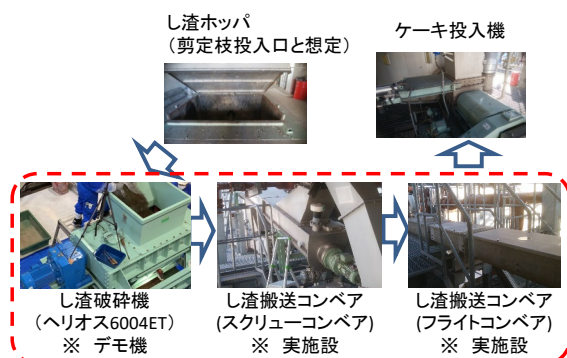 し渣ホッパ
（剪定枝投入口と想定）
ケーキ投入機
し渣破砕機
（ヘリオス6004ET）
※ デモ機
し渣搬送コンベア
(スクリューコンベア)
※ 実施設
し渣搬送コンベア
(フライトコンベア)
※ 実施設